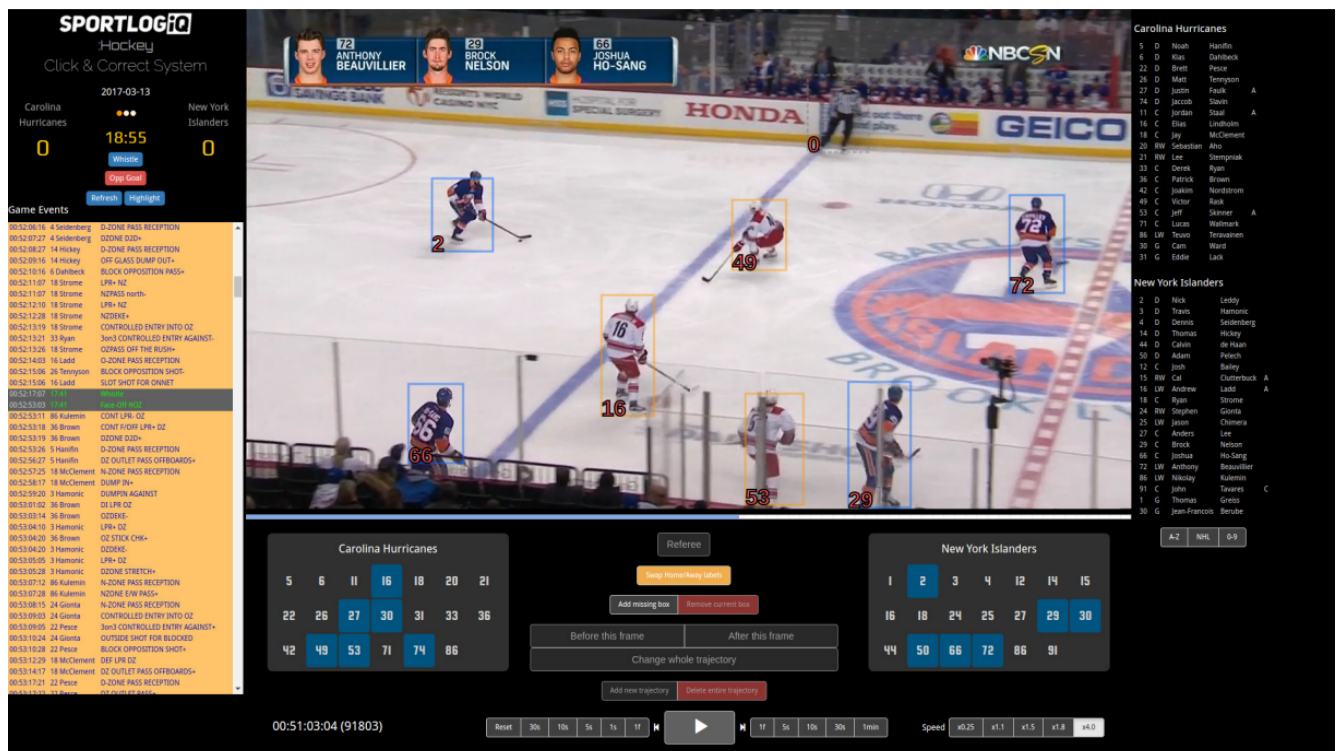 SPORTLOGiQ
:Hockey
Click & Correct System
2017-03-13
Carolina Hurricanes
New York Islanders
18:55
0
0
Whistle
Opp Goal
Refresh Highlight
Game Events
00:52:06:16 4 Seidenberg D-ZONE PASS RECEPTION
00:52:07:27 4 Seidenberg DZONE D2D+
00:52:08:27 14 Hickey D-ZONE PASS RECEPTION
00:52:09:16 14 Hickey OFF GLASS DUMP OUT+
00:52:10:16 6 Dahlbeck BLOCK OPPOSITION PASS+
00:52:11:07 18 Strome LPR+ NZ
00:52:11:07 18 Strome NZPASS north-
00:52:12:10 18 Strome LPR+ NZ
00:52:12:28 18 Strome NZDEKE+
00:52:13:19 18 Strome CONTROLLED ENTRY INTO OZ
00:52:13:21 33 Ryan 3on3 CONTROLLED ENTRY AGAINST-
00:52:13:26 18 Strome OZPASS OFF THE RUSH+
00:52:14:03 16 Ladd O-ZONE PASS RECEPTION
00:52:15:06 26 Tennyson BLOCK OPPOSITION SHOT-
00:52:15:06 16 Ladd SLOT SHOT FOR ONNET
00:52:17:07 17:41 Whistle
00:52:53:03 17:41 Face-Off HOZ
00:52:53:11 86 Kulemin CONT LPR- OZ
00:52:53:18 36 Brown CONT F/OFF LPR+ DZ
00:52:53:19 36 Brown DZONE D2D+
00:52:53:26 5 Hanifin D-ZONE PASS RECEPTION
00:52:56:27 5 Hanifin DZ OUTLET PASS OFFBOARDS+
00:52:57:25 18 McClement N-ZONE PASS RECEPTION
00:52:58:17 18 McClement DUMP IN+
00:52:59:20 3 Hamonic DUMPIN AGAINST
00:53:01:02 36 Brown DI LPR OZ
00:53:03:14 36 Brown OZDEKE-
00:53:04:10 3 Hamonic LPR+ DZ
00:53:04:20 36 Brown OZ STICK CHK+
00:53:04:20 3 Hamonic DZDEKE-
00:53:05:05 3 Hamonic LPR+ DZ
00:53:05:28 3 Hamonic DZONE STRETCH+
00:53:07:12 86 Kulemin N-ZONE PASS RECEPTION
00:53:07:28 86 Kulemin NZONE E/W PASS+
00:53:08:15 24 Gionta N-ZONE PASS RECEPTION
00:53:09:03 24 Gionta CONTROLLED ENTRY INTO OZ
00:53:09:05 22 Pesce 3on3 CONTROLLED ENTRY AGAINST+
00:53:10:24 24 Gionta OUTSIDE SHOT FOR BLOCKED
00:53:10:28 22 Pesce BLOCK OPPOSITION SHOT+
00:53:12:29 18 McClement DEF LPR DZ
00:53:14:17 18 McClement DZ OUTLET PASS OFFBOARDS+
00:53:17:21 22 Pesce D-ZONE PASS RECEPTION
72 ANTHONY BEAUVILLIER
29 BROCK NELSON
66 JOSHUA HO-SANG
NBCSN
SAVINGS BANK
RESORTS WORLD
CASINO NYC
HSS HOSPITAL FOR
SPECIAL SURGERY
HONDA
GEICO
0
2
49
72
72
16
16
66
66
53
29
Carolina Hurricanes
5 D Noah Hanifin
6 D Klas Dahlbeck
22 D Brett Pesce
26 D Matt Tennyson
27 D Justin Faulk A
74 D Jaccob Slavin
11 C Jordan Staal A
16 C Elias Lindholm
18 C Jay McClement
20 RW Sebastian Aho
21 RW Lee Stempniak
33 C Derek Ryan
36 C Patrick Brown
42 C Joakim Nordstrom
49 C Victor Rask
53 C Jeff Skinner A
71 C Lucas Wallmark
86 LW Teuvo Teravainen
30 G Cam Ward
31 G Eddie Lack
New York Islanders
2 D Nick Leddy
3 D Travis Hamonic
4 D Dennis Seidenberg
14 D Thomas Hickey
44 D Calvin de Haan
50 D Adam Pelech
12 C Josh Bailey
15 RW Cal Clutterbuck A
16 LW Andrew Ladd A
18 C Ryan Strome
24 RW Stephen Gionta
25 LW Jason Chimera
27 C Anders Lee
29 C Brock Nelson
66 C Joshua Ho-Sang
72 LW Anthony Beauvillier
86 LW Nikolay Kulemin
91 C John Tavares C
1 G Thomas Greiss
30 G Jean-Francois Berube
A-Z NHL 0-9
Carolina Hurricanes
5 6 11 16 18 20 21
22 26 27 30 31 33 36
42 49 53 71 74 86
Referee
Swap Home/Away labels
Add missing box Remove current box
Before this frame After this frame
Change whole trajectory
Add new trajectory Delete entire trajectory
New York Islanders
1 2 3 4 12 14 15
16 18 24 25 27 29 30
44 50 66 72 86 91
00:51:03:04 (91803)
Reset 30s 10s 5s 1s 1f
1f 5s 10s 30s 1min
Speed x0.25 x1.1 x1.5 x1.8 x4.0